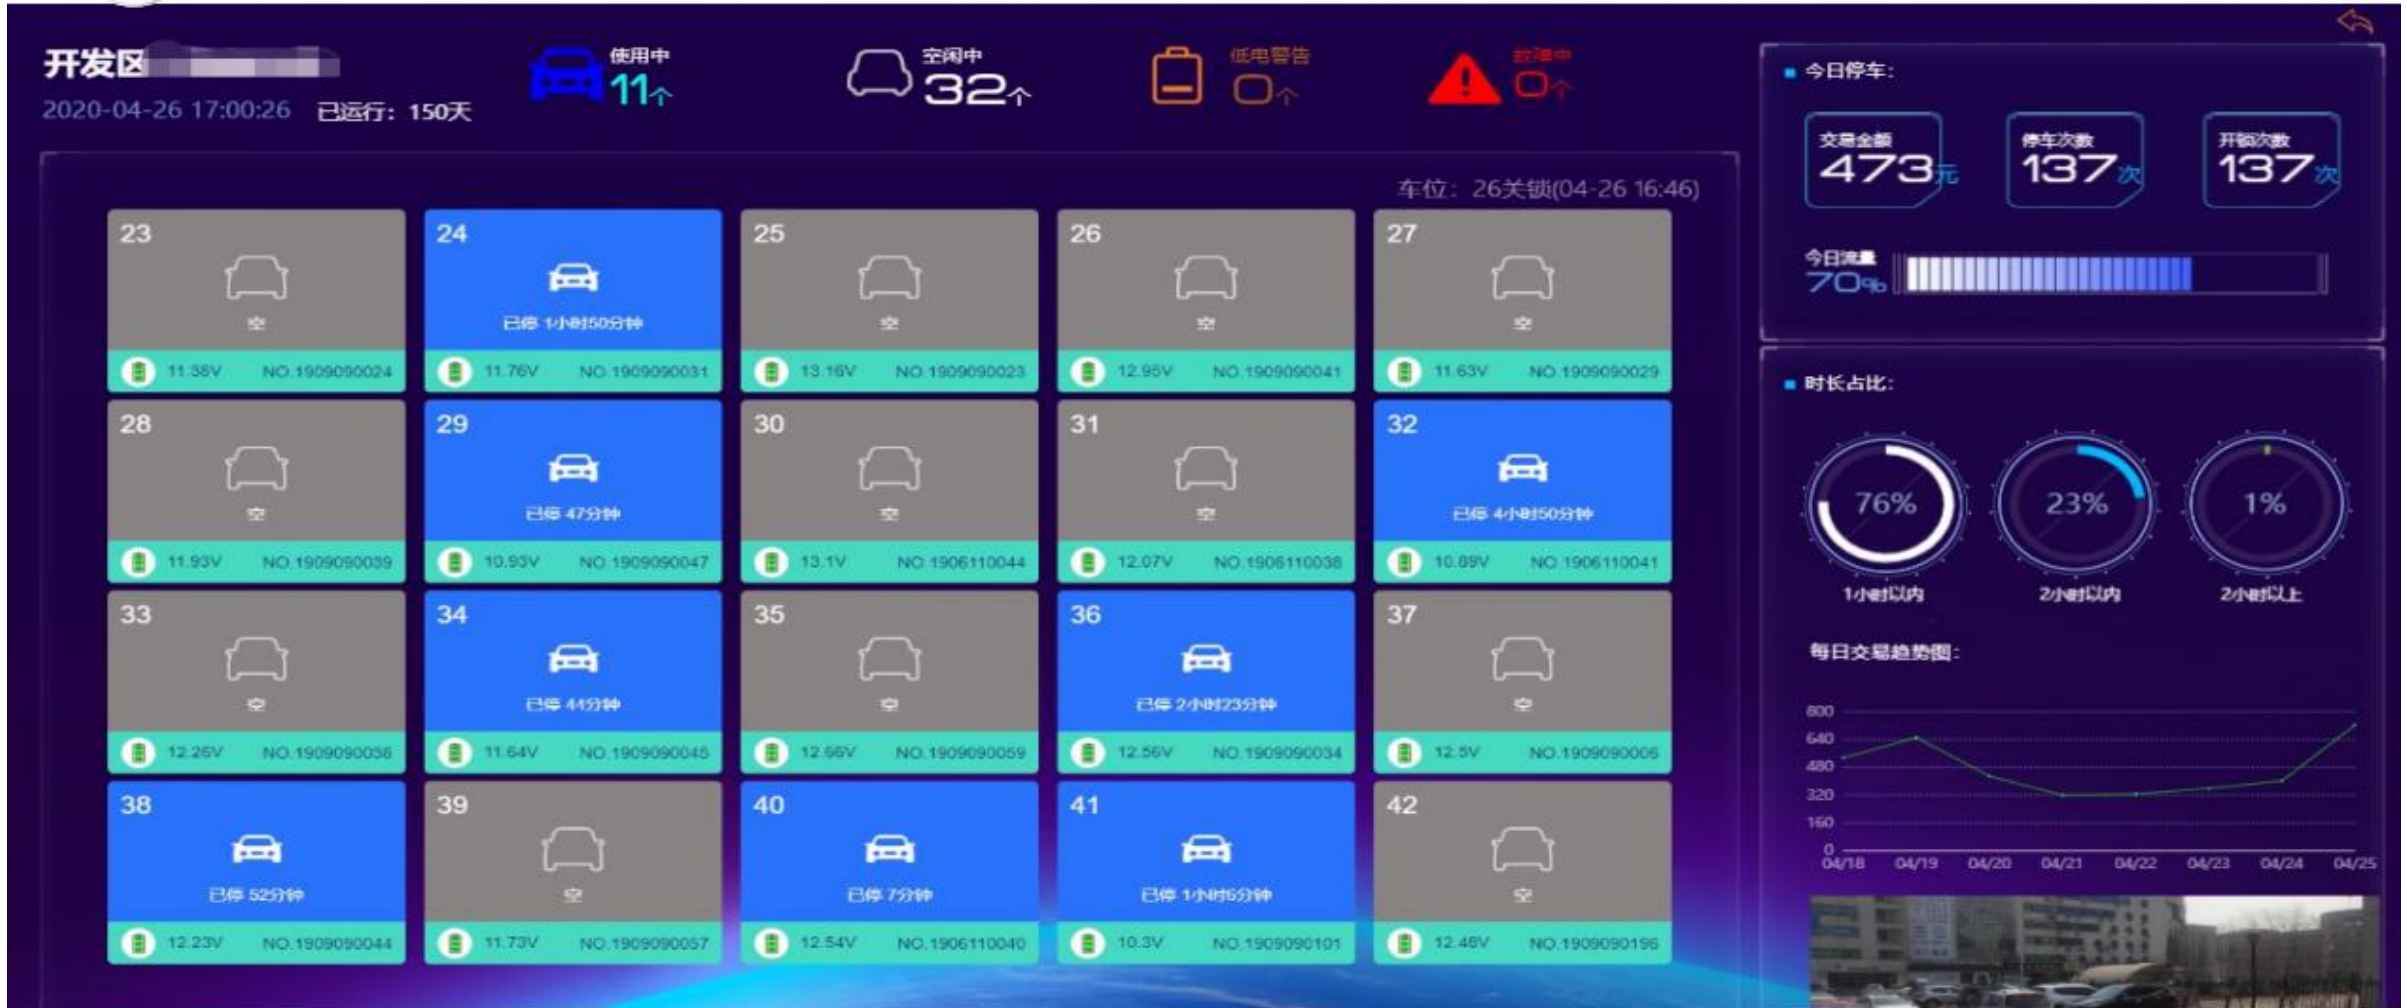 开发区
2020-04-26 17:00:26 已运行：150天
使用中
11个
空闲中
32个
低电警告
0个
故障中
0个
车位：26关锁(04-26 16:46)
23
空
11.38V NO.1909090024
24
已停 1小时50分钟
11.76V NO.1909090031
25
空
13.16V NO.1909090023
26
空
12.95V NO.1909090041
27
空
11.63V NO.1909090029
28
空
11.93V NO.1909090039
29
已停 47分钟
10.93V NO.1909090047
30
空
13.1V NO.1906110044
31
空
12.07V NO.1906110038
32
已停 4小时50分钟
10.89V NO.1906110041
33
空
12.26V NO.1909090038
34
已停 44分钟
11.64V NO.1909090045
35
空
12.66V NO.1909090059
36
已停 2小时23分钟
12.56V NO.1909090034
37
空
12.5V NO.1909090006
38
已停 52分钟
12.23V NO.1909090044
39
空
11.73V NO.1909090057
40
已停 7分钟
12.54V NO.1906110040
41
已停 1小时6分钟
10.3V NO.1909090101
42
空
12.48V NO.1909090196
今日停车：
交易金额
473元
停车次数
137次
开锁次数
137次
今日流量
70%
时长占比：
76%
1小时以内
23%
2小时以内
1%
2小时以上
每日交易趋势图：
800
640
480
320
160
0
04/18 04/19 04/20 04/21 04/22 04/23 04/24 04/25